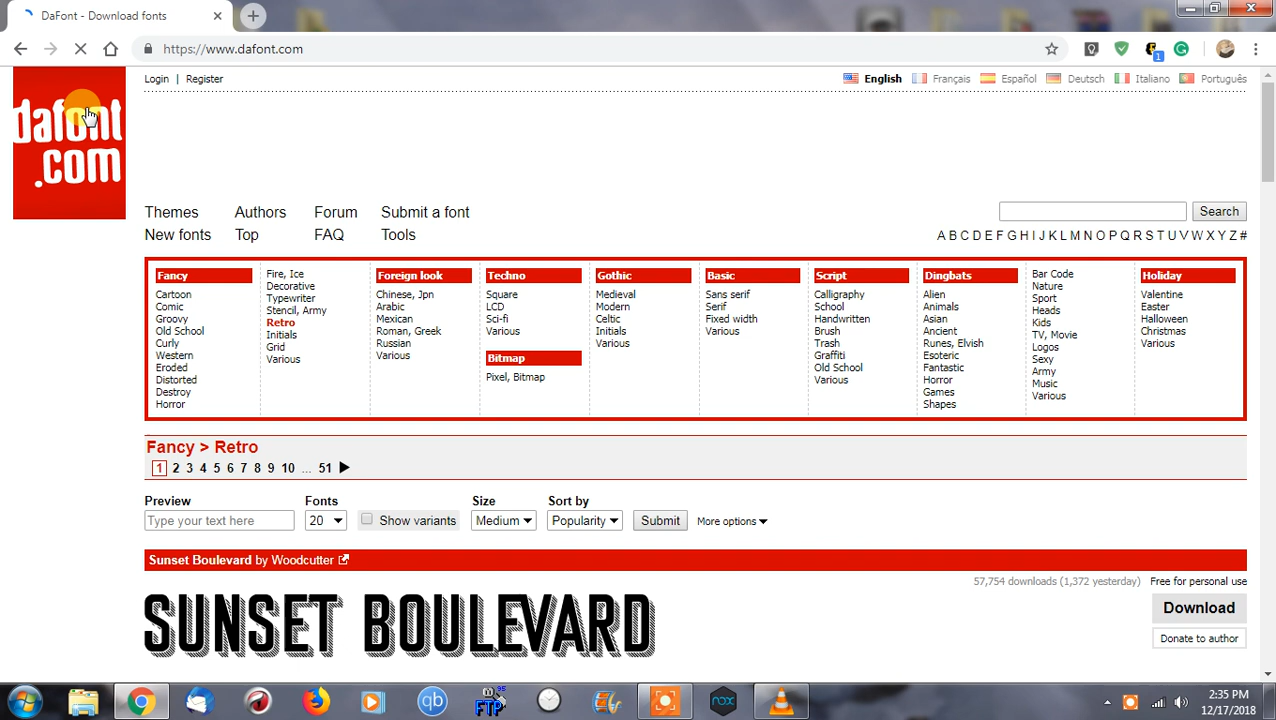 DaFont - Download fonts
https://www.dafont.com
1
dafont
.com
Login | Register
English Français Español Deutsch Italiano Português
Themes Authors Forum Submit a font
New fonts Top FAQ Tools
Search
A B C D E F G H I J K L M N O P Q R S T U V W X Y Z #
Fancy
Cartoon
Comic
Groovy
Old School
Curly
Western
Eroded
Distorted
Destroy
Horror
Fire, Ice
Decorative
Typewriter
Stencil, Army
Retro
Initials
Grid
Various
Foreign look
Chinese, Jpn
Arabic
Mexican
Roman, Greek
Russian
Various
Techno
Square
LCD
Sci-fi
Various
Bitmap
Pixel, Bitmap
Gothic
Medieval
Modern
Celtic
Initials
Various
Basic
Sans serif
Serif
Fixed width
Various
Script
Calligraphy
School
Handwritten
Brush
Trash
Graffiti
Old School
Various
Dingbats
Alien
Animals
Asian
Ancient
Runes, Elvish
Esoteric
Fantastic
Horror
Games
Shapes
Bar Code
Nature
Sport
Heads
Kids
TV, Movie
Logos
Sexy
Army
Music
Various
Holiday
Valentine
Easter
Halloween
Christmas
Various
Fancy > Retro
1 2 3 4 5 6 7 8 9 10 ... 51
Preview Fonts Size Sort by
Type your text here 20 Show variants Medium Popularity Submit More options
Sunset Boulevard by Woodcutter
57,754 downloads (1,372 yesterday) Free for personal use
SUNSET BOULEVARD
Download
Donate to author
qb
95
FTP
nox
2:35 PM
12/17/2018